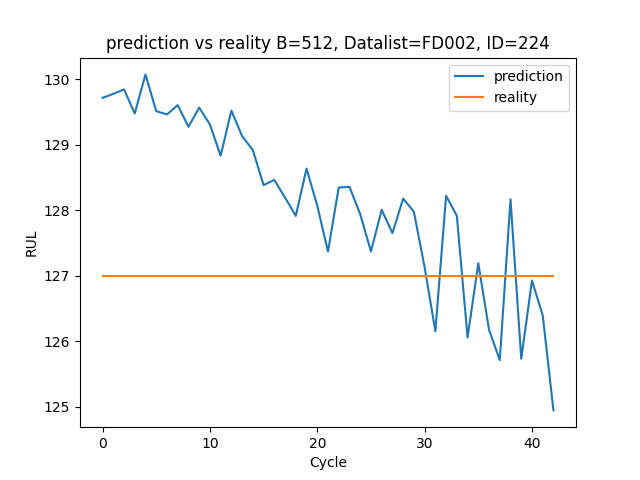 prediction vs reality B=512, Datalist=FD002, ID=224
prediction
reality
130
129
128
127
126
125
RUL
0 10 20 30 40
Cycle